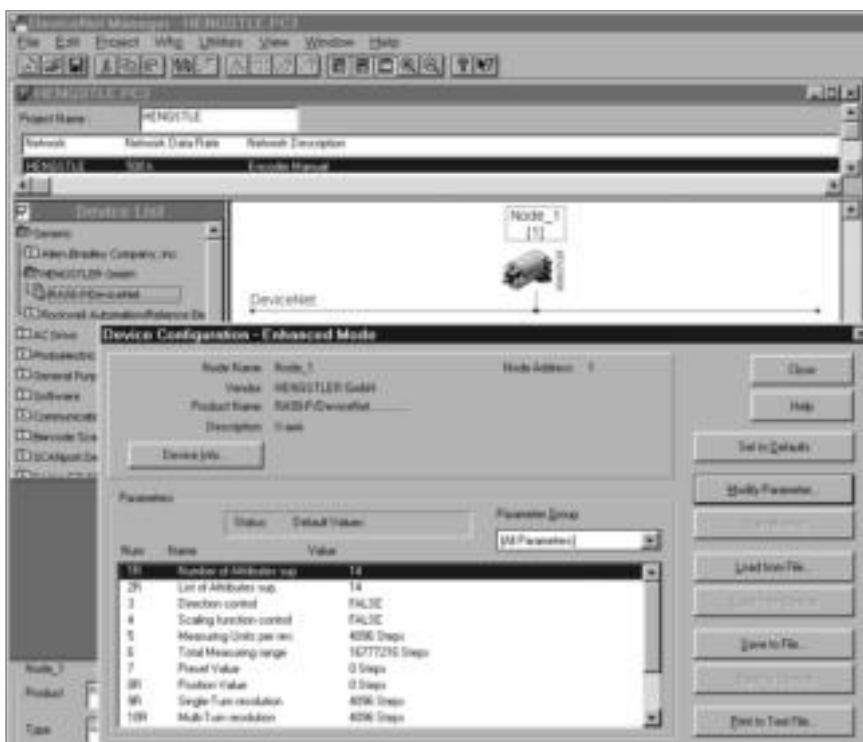 DeviceNet Manager - HENGSTLE.PC3
File Edit Project Who Utilities View Window Help
HENGSTLE.PC3
Project Name: HENGSTLE
Network Network Data Rate Network Description
HENGSTLE 500 k Encoder Manual
Device List
Generic
Allen-Bradley Company, Inc.
HENGSTLER GmbH
RA58-P/DeviceNet
Rockwell Automation/Reliance Ele
AC Drive
Photoelectric
General Purp
Software
Communicati
Barcode Sca
SCANport De
Node_1
[1]
HENGSTLER
DeviceNet
Device Configuration - Enhanced Mode
Node Name: Node_1 Node Address: 1
Vendor: HENGSTLER GmbH
Product Name: RA58-P/DeviceNet
Description:
Device Info...
Close
Help
Set to Defaults
Modify Parameter...
Load from File...
Save to File...
Print to Text File...
Parameters
Status: Default Values
Parameter Group
[All Parameters]
Num Name Value
1R Number of Attributes sup. 14
2R List of Attributes sup. 14
3 Direction control FALSE
4 Scaling function control FALSE
5 Measuring Units per rev. 4096 Steps
6 Total Measuring range 16777216 Steps
7 Preset Value 0 Steps
8R Position Value 0 Steps
9R Single-Turn resolution 4096 Steps
10R Multi-Turn resolution 4096 Steps
Node_1
Product
Type